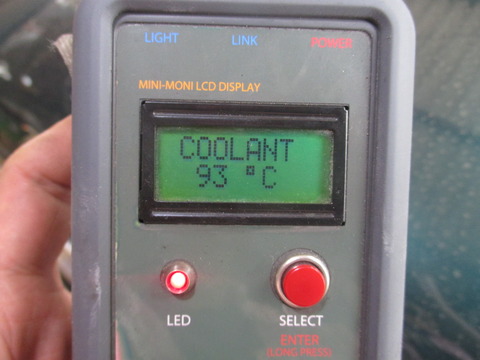 LIGHT LINK POWER
MINI-MONI LCD DISPLAY
COOLANT
93 °C
LED SELECT
ENTER
(LONG PRESS)